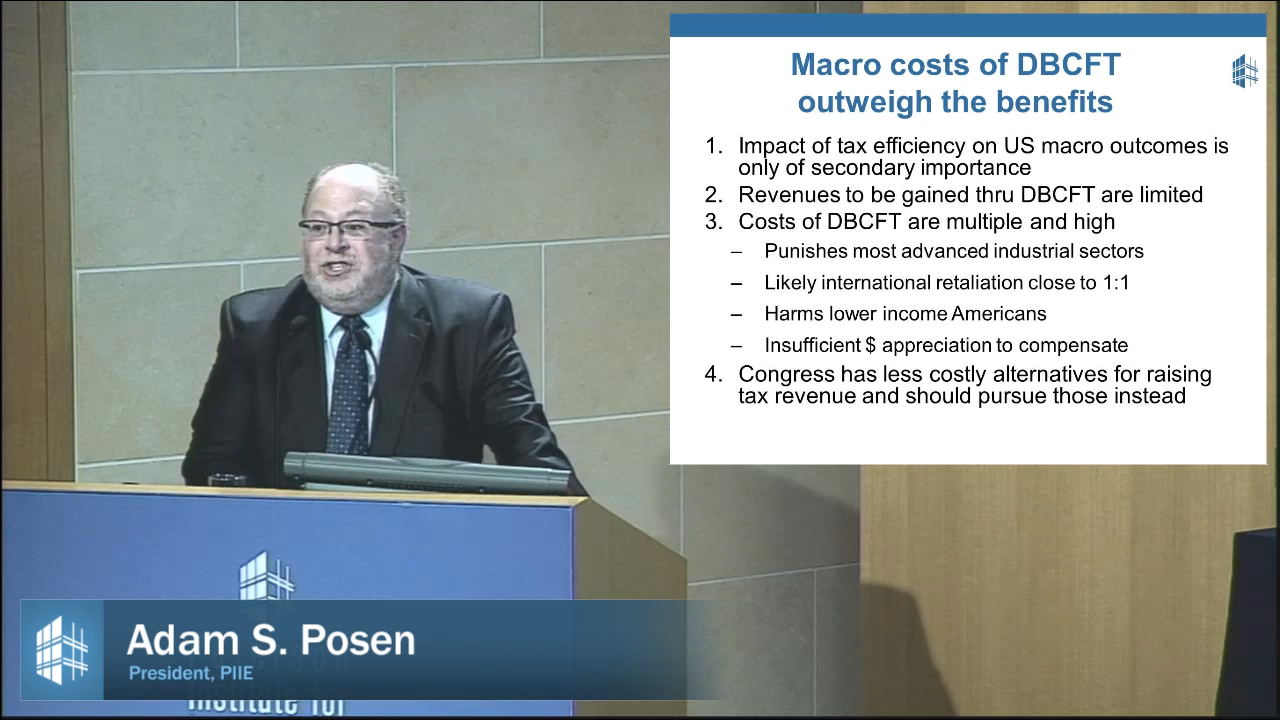 Macro costs of DBCFT
outweigh the benefits
1. Impact of tax efficiency on US macro outcomes is
only of secondary importance
2. Revenues to be gained thru DBCFT are limited
3. Costs of DBCFT are multiple and high
– Punishes most advanced industrial sectors
– Likely international retaliation close to 1:1
– Harms lower income Americans
– Insufficient $ appreciation to compensate
4. Congress has less costly alternatives for raising
tax revenue and should pursue those instead
Adam S. Posen
President, PIIE
Institute for